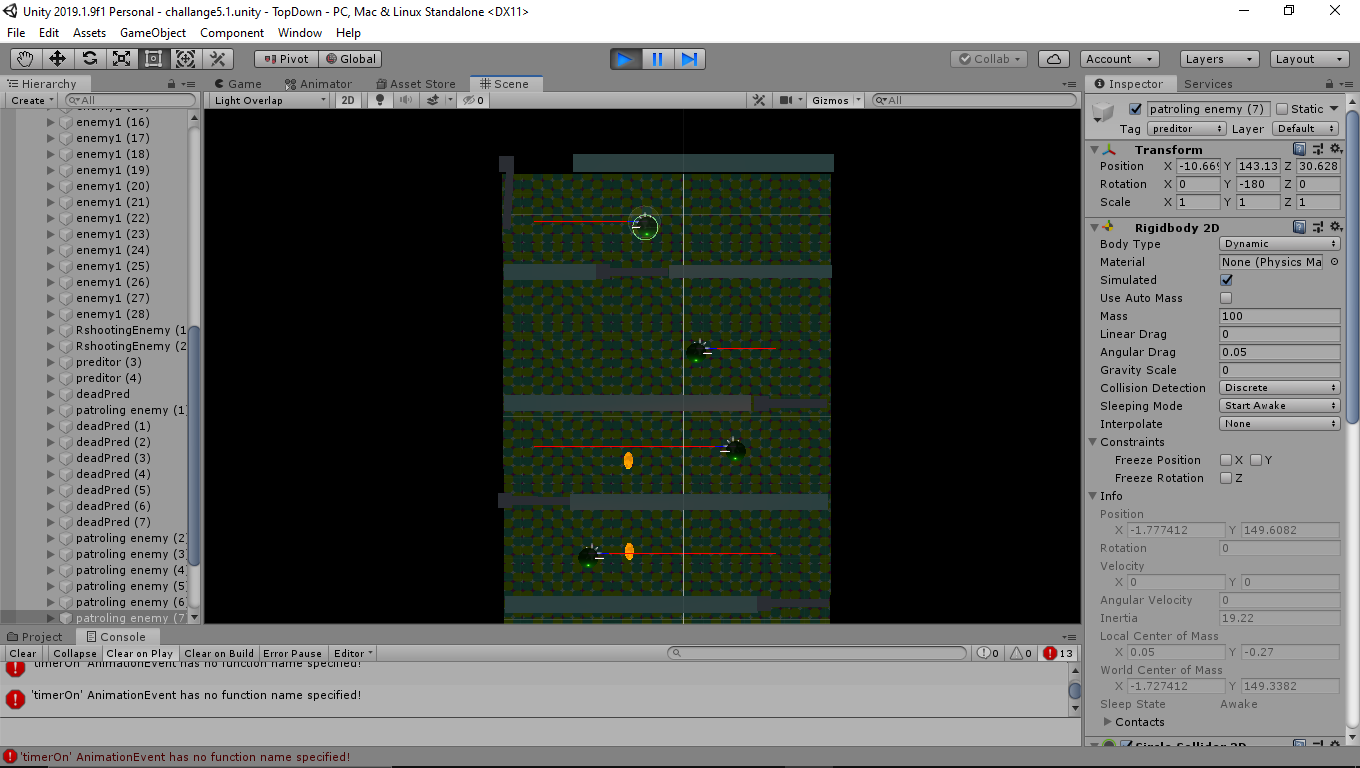 Unity 2019.1.9f1 Personal - challange5.1.unity - TopDown - PC, Mac & Linux Standalone <DX11>
File Edit Assets GameObject Component Window Help
Pivot Global Collab Account Layers Layout
Hierarchy
Create All
enemy1 (16)
enemy1 (17)
enemy1 (18)
enemy1 (19)
enemy1 (20)
enemy1 (21)
enemy1 (22)
enemy1 (23)
enemy1 (24)
enemy1 (25)
enemy1 (26)
enemy1 (27)
enemy1 (28)
RshootingEnemy (1
RshootingEnemy (2
preditor (3)
preditor (4)
deadPred
patroling enemy (1)
deadPred (1)
deadPred (2)
deadPred (3)
deadPred (4)
deadPred (5)
deadPred (6)
deadPred (7)
patroling enemy (2)
patroling enemy (3)
patroling enemy (4)
patroling enemy (5)
patroling enemy (6)
patroling enemy (7)
Game Animator Asset Store Scene
Light Overlap 2D 0 Gizmos All
Project Console
Clear Collapse Clear on Play Clear on Build Error Pause Editor 0 0 13
'timerOn' AnimationEvent has no function name specified!
'timerOn' AnimationEvent has no function name specified!
'timerOn' AnimationEvent has no function name specified!
Inspector Services
patroling enemy (7) Static
Tag preditor Layer Default
Transform
Position X -10.669 Y 143.13 Z 30.628
Rotation X 0 Y -180 Z 0
Scale X 1 Y 1 Z 1
Rigidbody 2D
Body Type Dynamic
Material None (Physics Ma
Simulated
Use Auto Mass
Mass 100
Linear Drag 0
Angular Drag 0.05
Gravity Scale 0
Collision Detection Discrete
Sleeping Mode Start Awake
Interpolate None
Constraints
Freeze Position X Y
Freeze Rotation Z
Info
Position
X -1.777412 Y 149.6082
Rotation 0
Velocity
X 0 Y 0
Angular Velocity 0
Inertia 19.22
Local Center of Mass
X 0.05 Y -0.27
World Center of Mass
X -1.727412 Y 149.3382
Sleep State Awake
Contacts
Circle Collider 2D